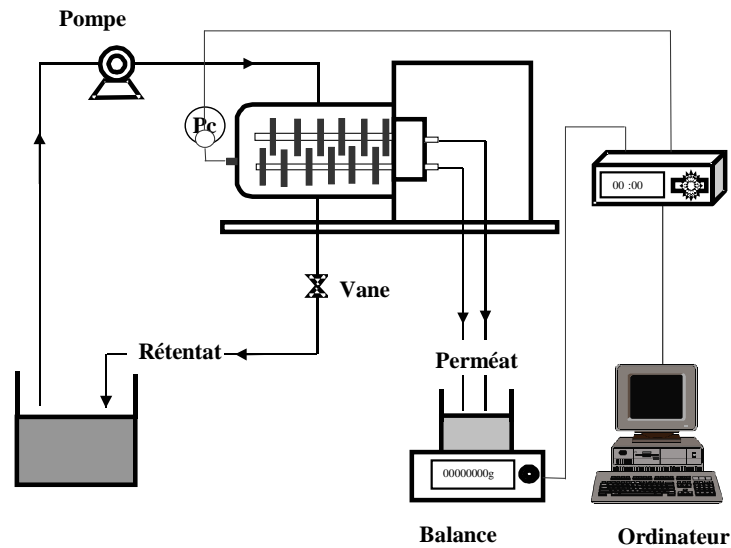 Pompe
Pc
00 :00
Vane
Rétentat
Perméat
00000000g
Balance
Ordinateur